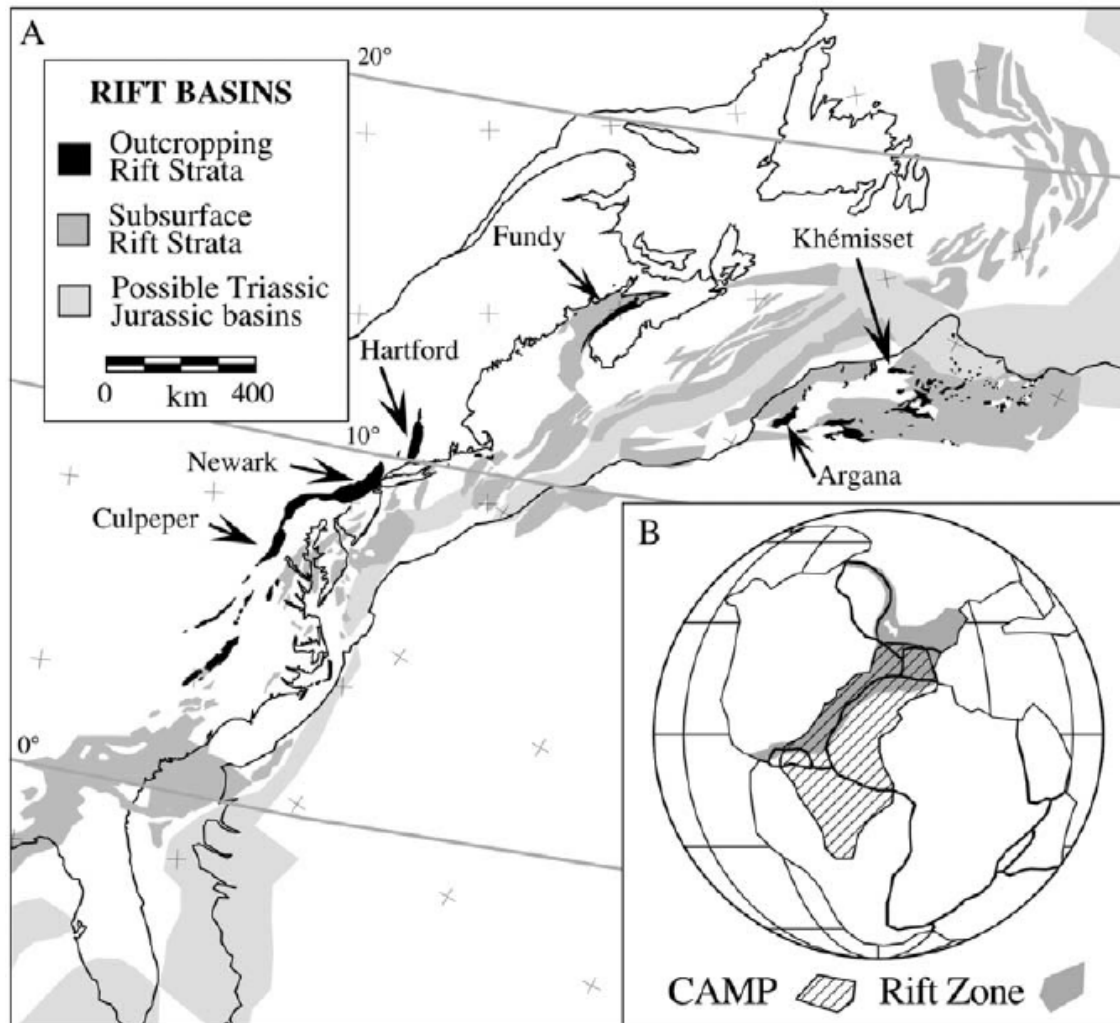 A
20°
RIFT BASINS
Outcropping
Rift Strata
Subsurface
Rift Strata
Possible Triassic
Jurassic basins
0 km 400
Fundy
Khémisset
Hartford
10°
Newark
Argana
Culpeper
B
0°
CAMP
Rift Zone